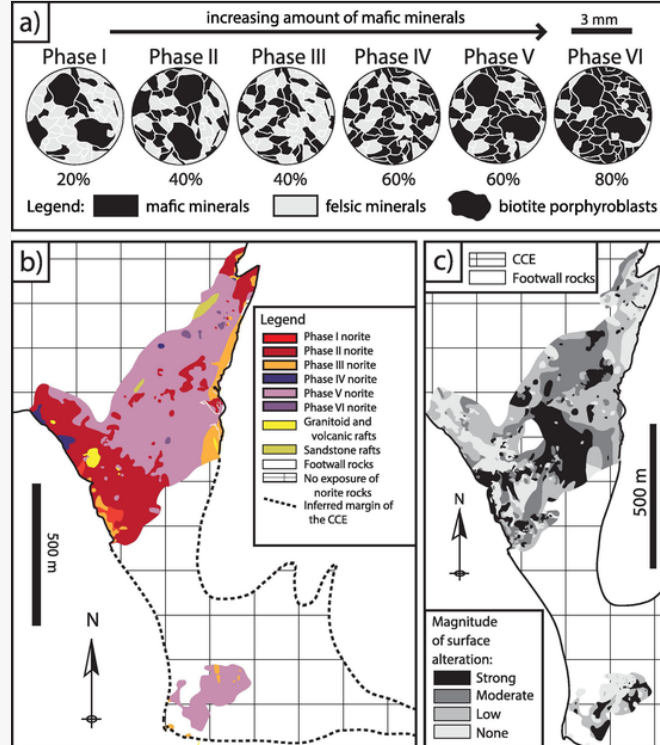 a)
increasing amount of mafic minerals
3 mm
Phase I Phase II Phase III Phase IV Phase V Phase VI
20% 40% 40% 60% 60% 80%
Legend: mafic minerals felsic minerals biotite porphyroblasts
b)
Legend
Phase I norite
Phase II norite
Phase III norite
Phase IV norite
Phase V norite
Phase VI norite
Granitoid and
volcanic rafts
Sandstone rafts
Footwall rocks
No exposure of
norite rocks
Inferred margin of
the CCE
500 m
N
c)
CCE
Footwall rocks
500 m
N
Magnitude
of surface
alteration:
Strong
Moderate
Low
None